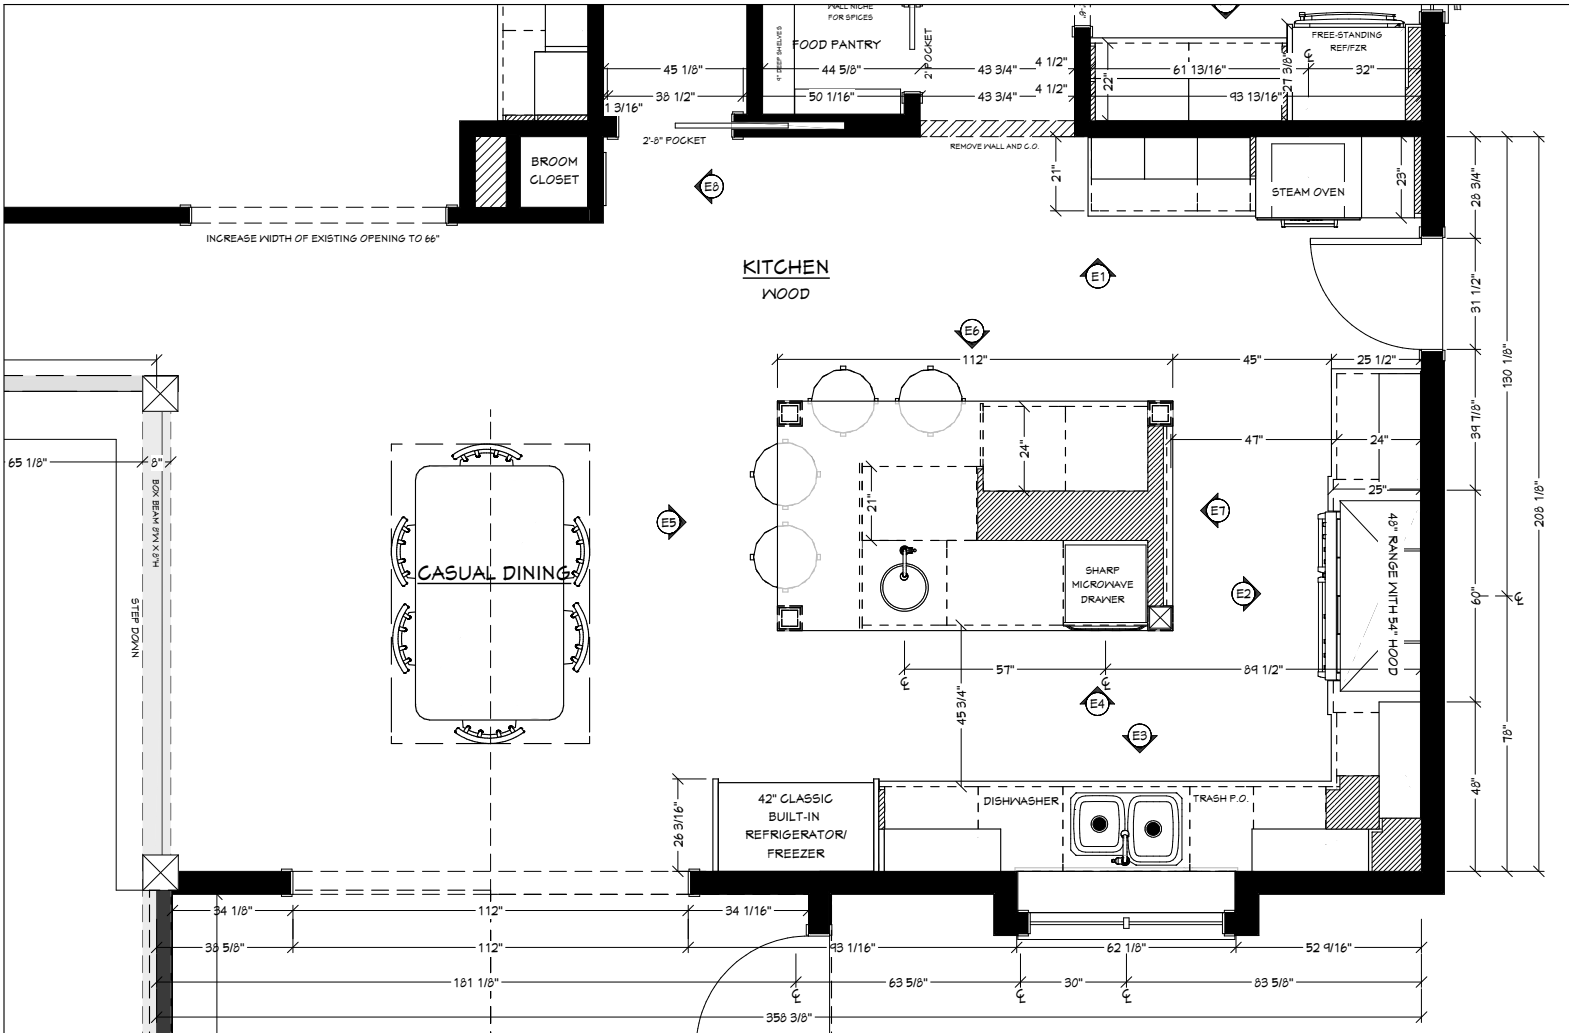 WALL NICHE
FOR SPICES
FOOD PANTRY
9" DEEP SHELVES
2' POCKET
FREE-STANDING
REF/FZR
45 1/8"
44 5/8"
43 3/4"
4 1/2"
61 13/16"
27 3/8"
32"
22"
38 1/2"
50 1/16"
43 3/4"
4 1/2"
93 13/16"
1 3/16"
2'-8" POCKET
REMOVE WALL AND C.O.
BROOM
CLOSET
E8
21"
STEAM OVEN
23"
28 3/4"
INCREASE WIDTH OF EXISTING OPENING TO 66"
KITCHEN
WOOD
E1
31 1/2"
E6
112"
45"
25 1/2"
130 1/8"
39 7/8"
47"
24"
24"
65 1/8"
8"
BOX BEAM 8"W X 8"H
25"
21"
E5
E7
208 1/8"
48" RANGE WITH 54" HOOD
CASUAL DINING
SHARP
MICROWAVE
DRAWER
E2
60"
STEP DOWN
57"
89 1/2"
45 3/4"
E4
E3
78"
48"
26 3/16"
42" CLASSIC
BUILT-IN
REFRIGERATOR/
FREEZER
DISHWASHER
TRASH P.O.
34 1/8"
112"
34 1/16"
38 5/8"
112"
93 1/16"
62 1/8"
52 9/16"
181 1/8"
63 5/8"
30"
83 5/8"
358 3/8"